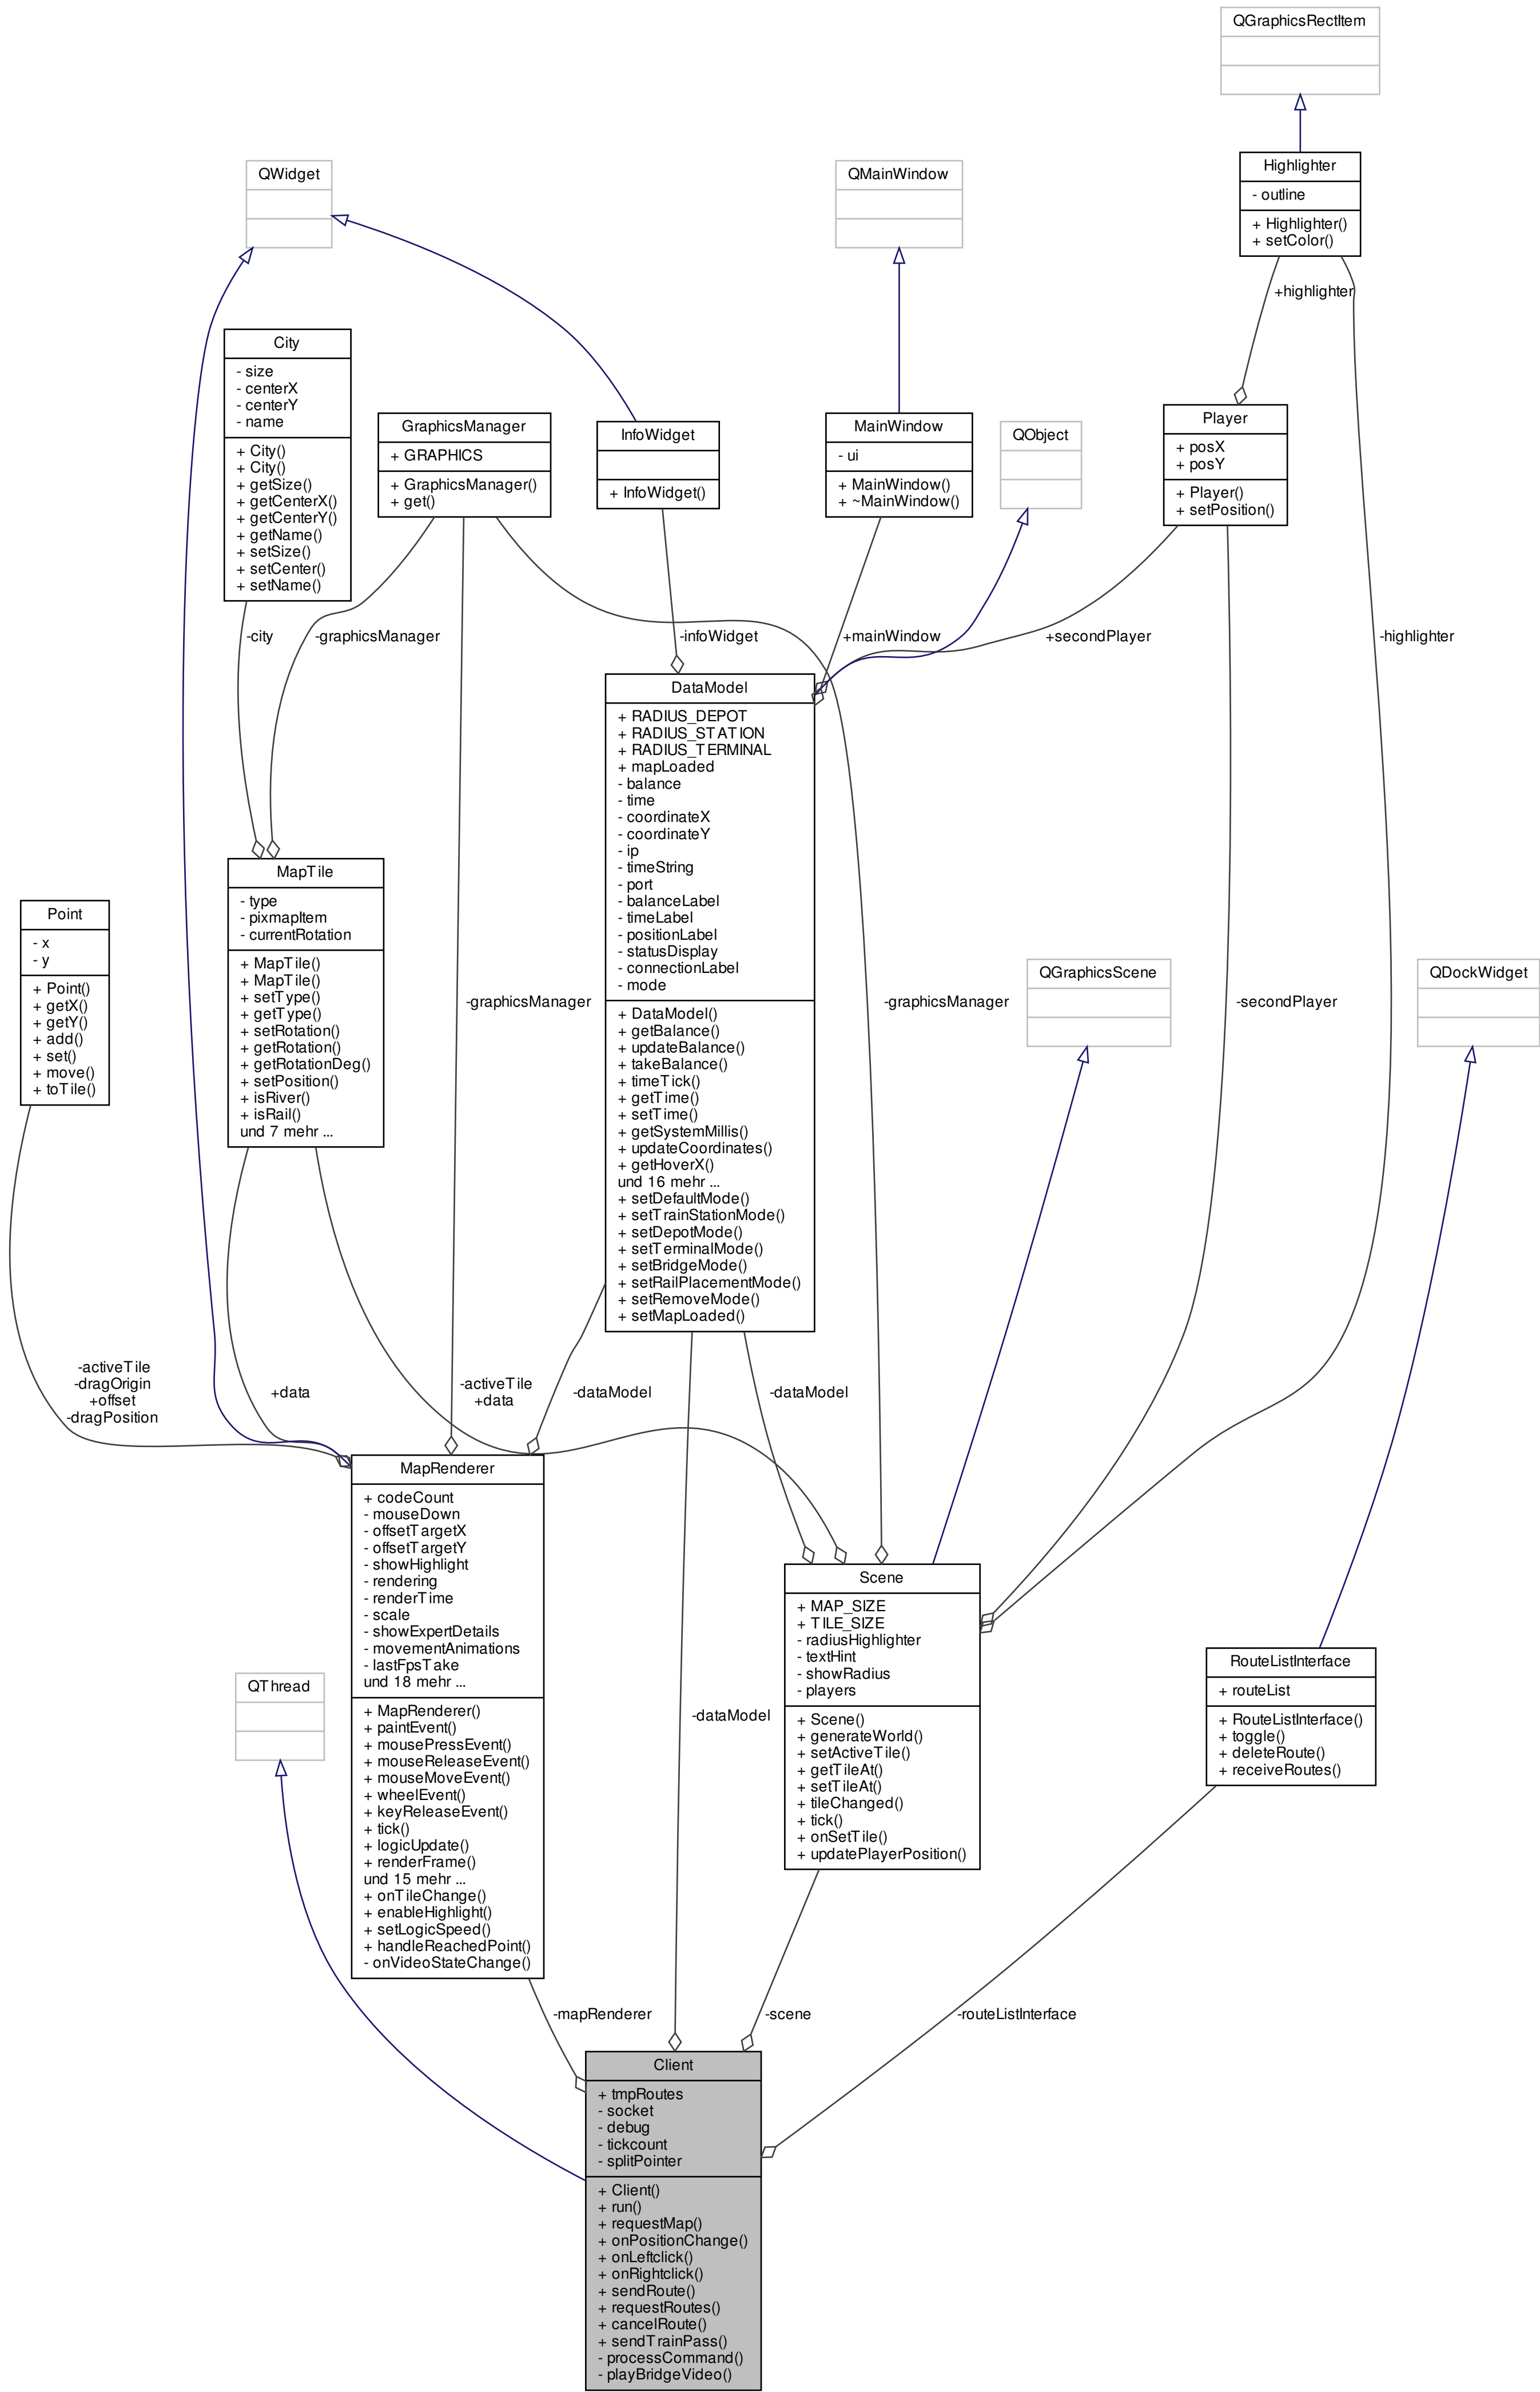 QGraphicsRectItem
Highlighter
- outline
+ Highlighter()
+ setColor()
QWidget
QMainWindow
+highlighter
City
- size
- centerX
- centerY
- name
+ City()
+ City()
+ getSize()
+ getCenterX()
+ getCenterY()
+ getName()
+ setSize()
+ setCenter()
+ setName()
GraphicsManager
+ GRAPHICS
+ GraphicsManager()
+ get()
InfoWidget
+ InfoWidget()
MainWindow
- ui
+ MainWindow()
+ ~MainWindow()
QObject
Player
+ posX
+ posY
+ Player()
+ setPosition()
-city
-graphicsManager
-infoWidget
+mainWindow
+secondPlayer
-highlighter
DataModel
+ RADIUS_DEPOT
+ RADIUS_STATION
+ RADIUS_TERMINAL
+ mapLoaded
- balance
- time
- coordinateX
- coordinateY
- ip
- timeString
- port
- balanceLabel
- timeLabel
- positionLabel
- statusDisplay
- connectionLabel
- mode
+ DataModel()
+ getBalance()
+ updateBalance()
+ takeBalance()
+ timeTick()
+ getTime()
+ setTime()
+ getSystemMillis()
+ updateCoordinates()
+ getHoverX()
und 16 mehr ...
+ setDefaultMode()
+ setTrainStationMode()
+ setDepotMode()
+ setTerminalMode()
+ setBridgeMode()
+ setRailPlacementMode()
+ setRemoveMode()
+ setMapLoaded()
Point
- x
- y
+ Point()
+ getX()
+ getY()
+ add()
+ set()
+ move()
+ toTile()
MapTile
- type
- pixmapItem
- currentRotation
+ MapTile()
+ MapTile()
+ setType()
+ getType()
+ setRotation()
+ getRotation()
+ getRotationDeg()
+ setPosition()
+ isRiver()
+ isRail()
und 7 mehr ...
-graphicsManager
-graphicsManager
QGraphicsScene
-secondPlayer
QDockWidget
-activeTile
-dragOrigin
+offset
-dragPosition
+data
-activeTile
+data
-dataModel
-dataModel
MapRenderer
+ codeCount
- mouseDown
- offsetTargetX
- offsetTargetY
- showHighlight
- rendering
- renderTime
- scale
- showExpertDetails
- movementAnimations
- lastFpsTake
und 18 mehr ...
+ MapRenderer()
+ paintEvent()
+ mousePressEvent()
+ mouseReleaseEvent()
+ mouseMoveEvent()
+ wheelEvent()
+ keyReleaseEvent()
+ tick()
+ logicUpdate()
+ renderFrame()
und 15 mehr ...
+ onTileChange()
+ enableHighlight()
+ setLogicSpeed()
+ handleReachedPoint()
- onVideoStateChange()
Scene
+ MAP_SIZE
+ TILE_SIZE
- radiusHighlighter
- textHint
- showRadius
- players
+ Scene()
+ generateWorld()
+ setActiveTile()
+ getTileAt()
+ setTileAt()
+ tileChanged()
+ tick()
+ onSetTile()
+ updatePlayerPosition()
RouteListInterface
+ routeList
+ RouteListInterface()
+ toggle()
+ deleteRoute()
+ receiveRoutes()
QThread
-dataModel
-mapRenderer
-scene
-routeListInterface
Client
+ tmpRoutes
- socket
- debug
- tickcount
- splitPointer
+ Client()
+ run()
+ requestMap()
+ onPositionChange()
+ onLeftclick()
+ onRightclick()
+ sendRoute()
+ requestRoutes()
+ cancelRoute()
+ sendTrainPass()
- processCommand()
- playBridgeVideo()